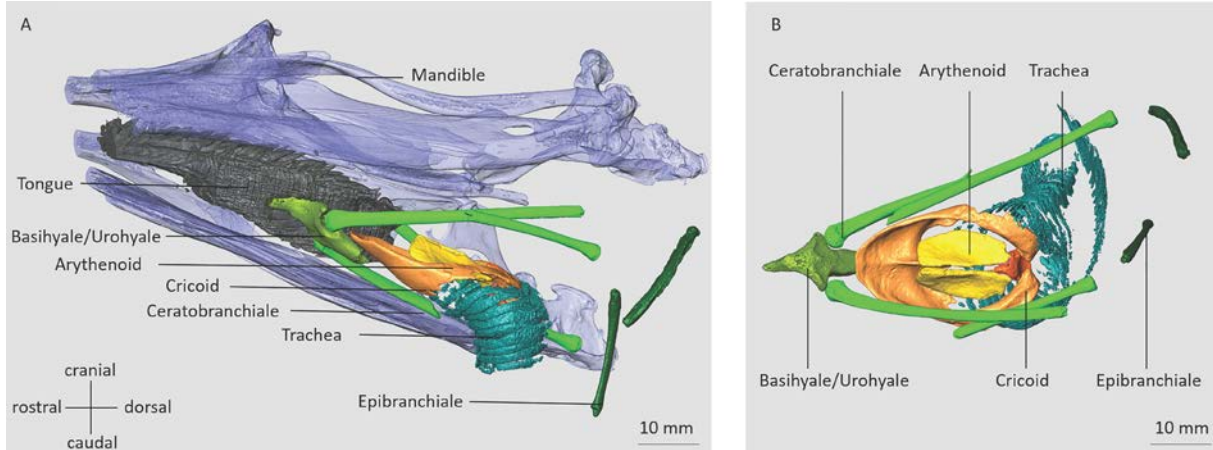 A
Mandible
Tongue
Basihyale/Urohyale
Arythenoid
Cricoid
Ceratobranchiale
Trachea
Epibranchiale
cranial
rostral dorsal
caudal
10 mm
B
Ceratobranchiale Arythenoid Trachea
Basihyale/Urohyale Cricoid Epibranchiale
10 mm